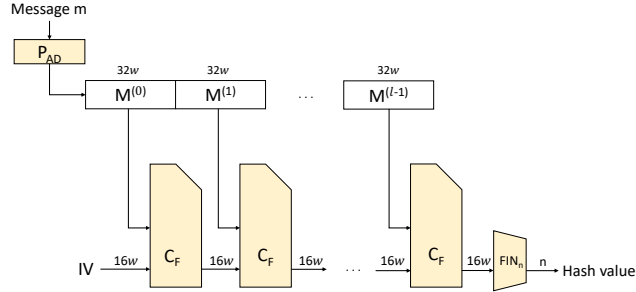 Message m
P_AD
32w 32w 32w
M^(0) M^(1) ... M^(l-1)
C_F C_F C_F FIN_n
IV 16w 16w 16w ... 16w 16w n Hash value